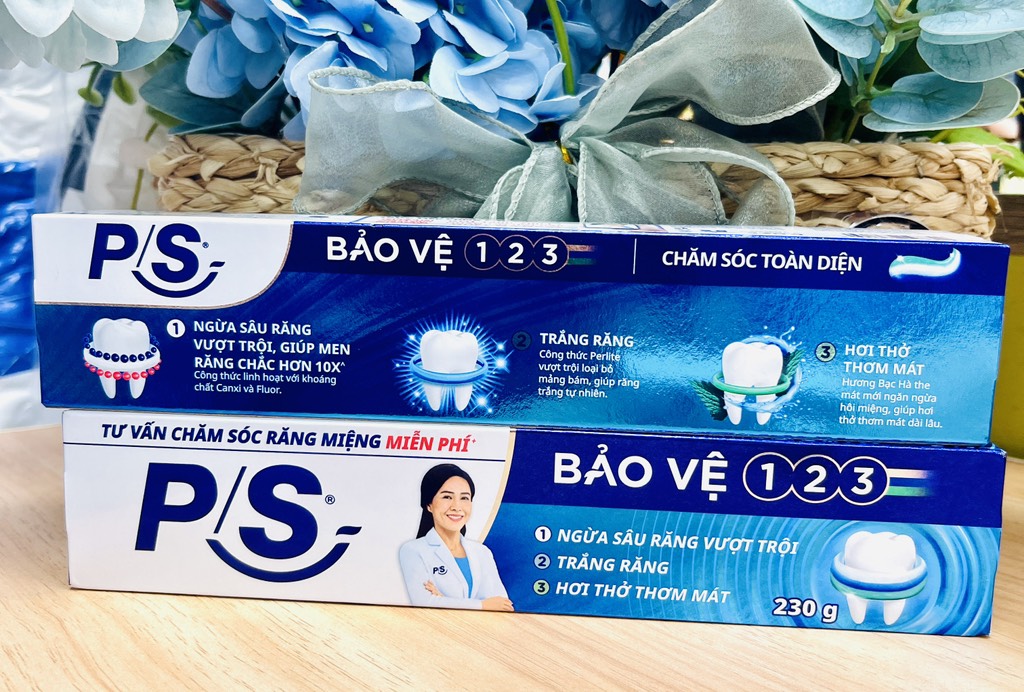 P/S®
BẢO VỆ 1 2 3
CHĂM SÓC TOÀN DIỆN
1 NGỪA SÂU RĂNG
VƯỢT TRỘI, GIÚP MEN
RĂNG CHẮC HƠN 10X^
Công thức linh hoạt với khoáng
chất Canxi và Fluor.
2 TRẮNG RĂNG
Công thức Perlite
vượt trội loại bỏ
mảng bám, giúp răng
trắng tự nhiên.
3 HƠI THỞ
THƠM MÁT
Hương Bạc Hà the
mát mới ngăn ngừa
hôi miệng, giúp hơi
thở thơm mát dài lâu.
TƯ VẤN CHĂM SÓC RĂNG MIỆNG MIỄN PHÍ+
P/S®
P/S
BẢO VỆ 1 2 3
1 NGỪA SÂU RĂNG VƯỢT TRỘI
2 TRẮNG RĂNG
3 HƠI THỞ THƠM MÁT
230 g